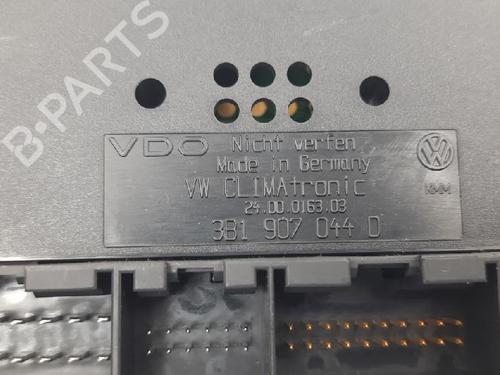 B-PARTS
VDO Nicht werfen
Made in Germany
VW CLIMAtronic
24.00.0163.03
3B1 907 044 D